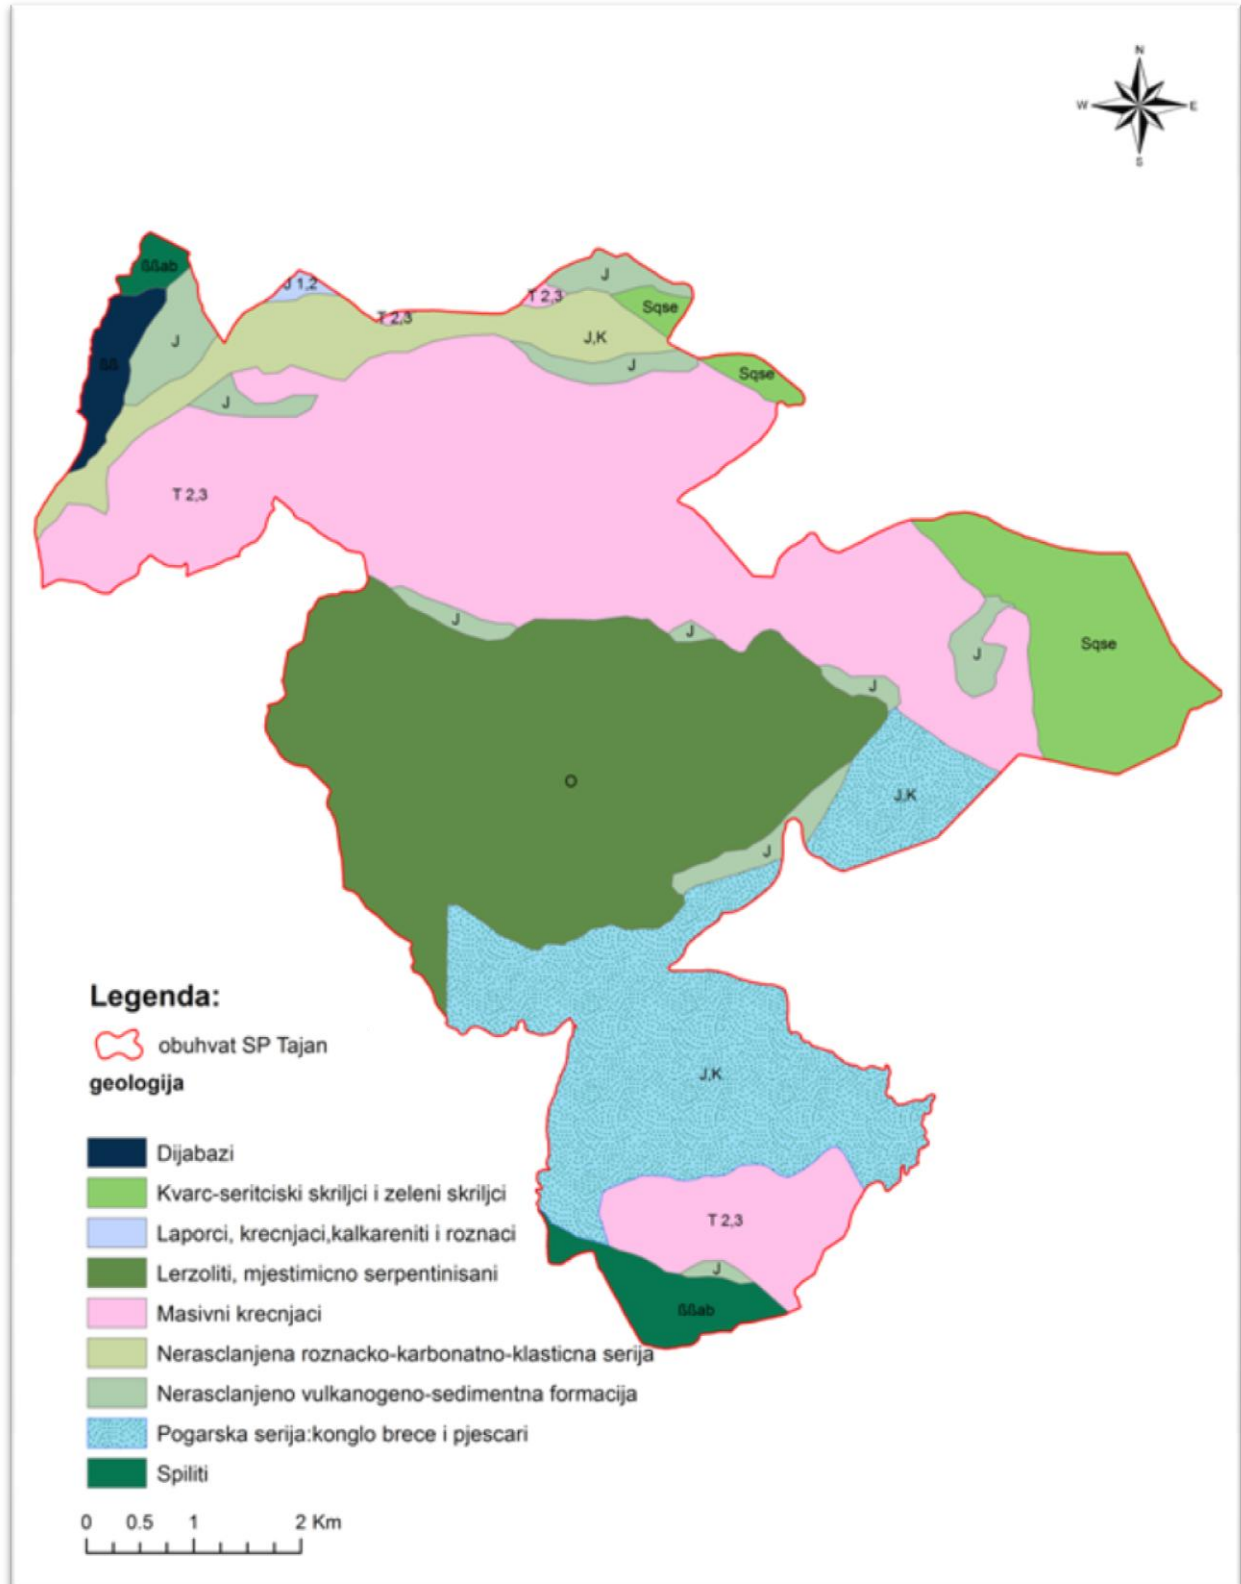 N
W E
S
ßßab
J 1,2
J
T 2,3
Sqse
T 2,3
J,K
J
ßß
J
Sqse
J
T 2,3
J
J
Sqse
J
J
O
J,K
J
Legenda:
obuhvat SP Tajan
geologija
J,K
Dijabazi
Kvarc-seritciski skriljci i zeleni skriljci
Laporci, krecnjaci,kalkareniti i roznaci
T 2,3
Lerzoliti, mjestimicno serpentinisani
J
Masivni krecnjaci
ßßab
Nerasclanjena roznacko-karbonatno-klasticna serija
Nerasclanjeno vulkanogeno-sedimentna formacija
Pogarska serija:konglo brece i pjescari
Spiliti
0 0.5 1 2 Km